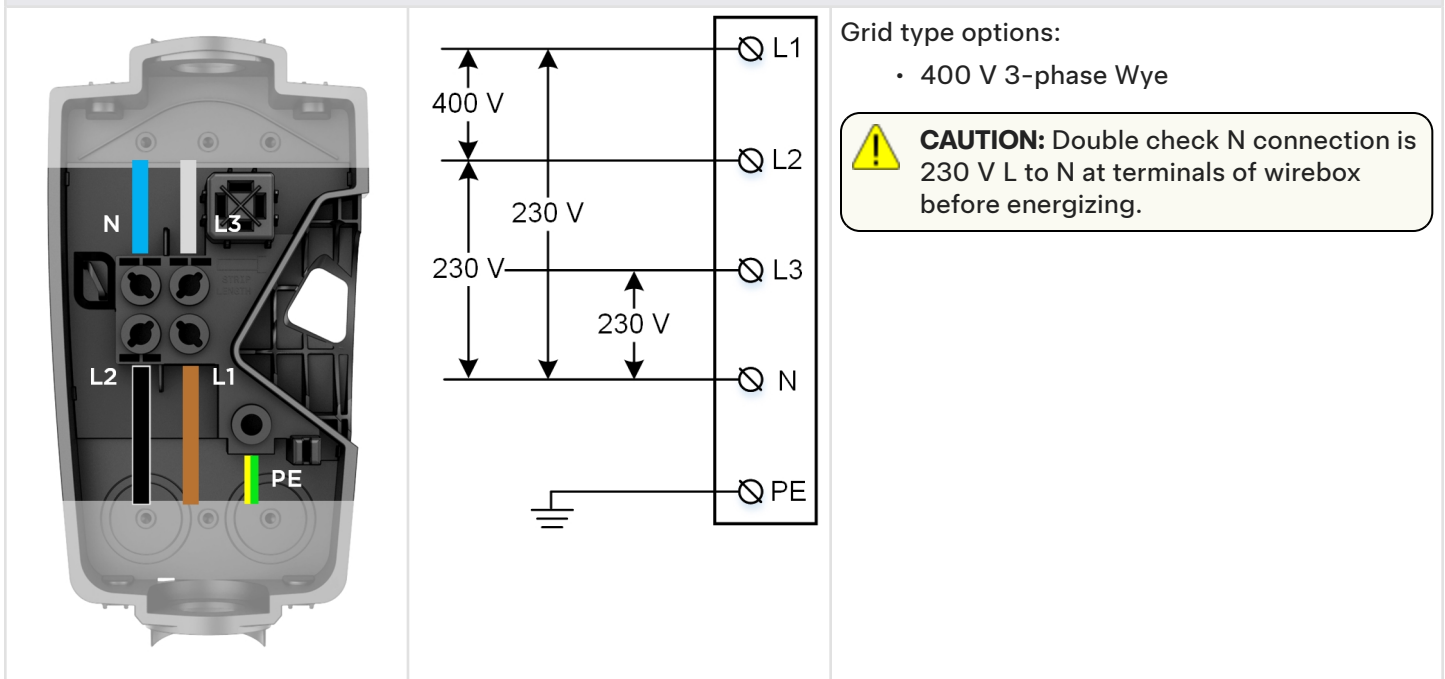 N
L3
L2
L1
PE
L1
400 V
L2
230 V
230 V
L3
230 V
N
PE
Grid type options:
• 400 V 3-phase Wye
CAUTION: Double check N connection is
230 V L to N at terminals of wirebox
before energizing.